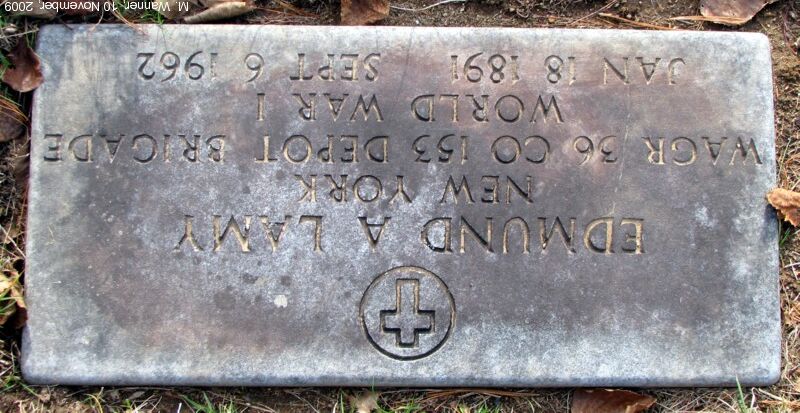 EDMUND A LAMY
NEW YORK
WAGR 36 CO 153 DEPOT BRIGADE
WORLD WAR I
JAN 18 1891 SEPT 6 1962
M. Wanner, 10 November, 2009